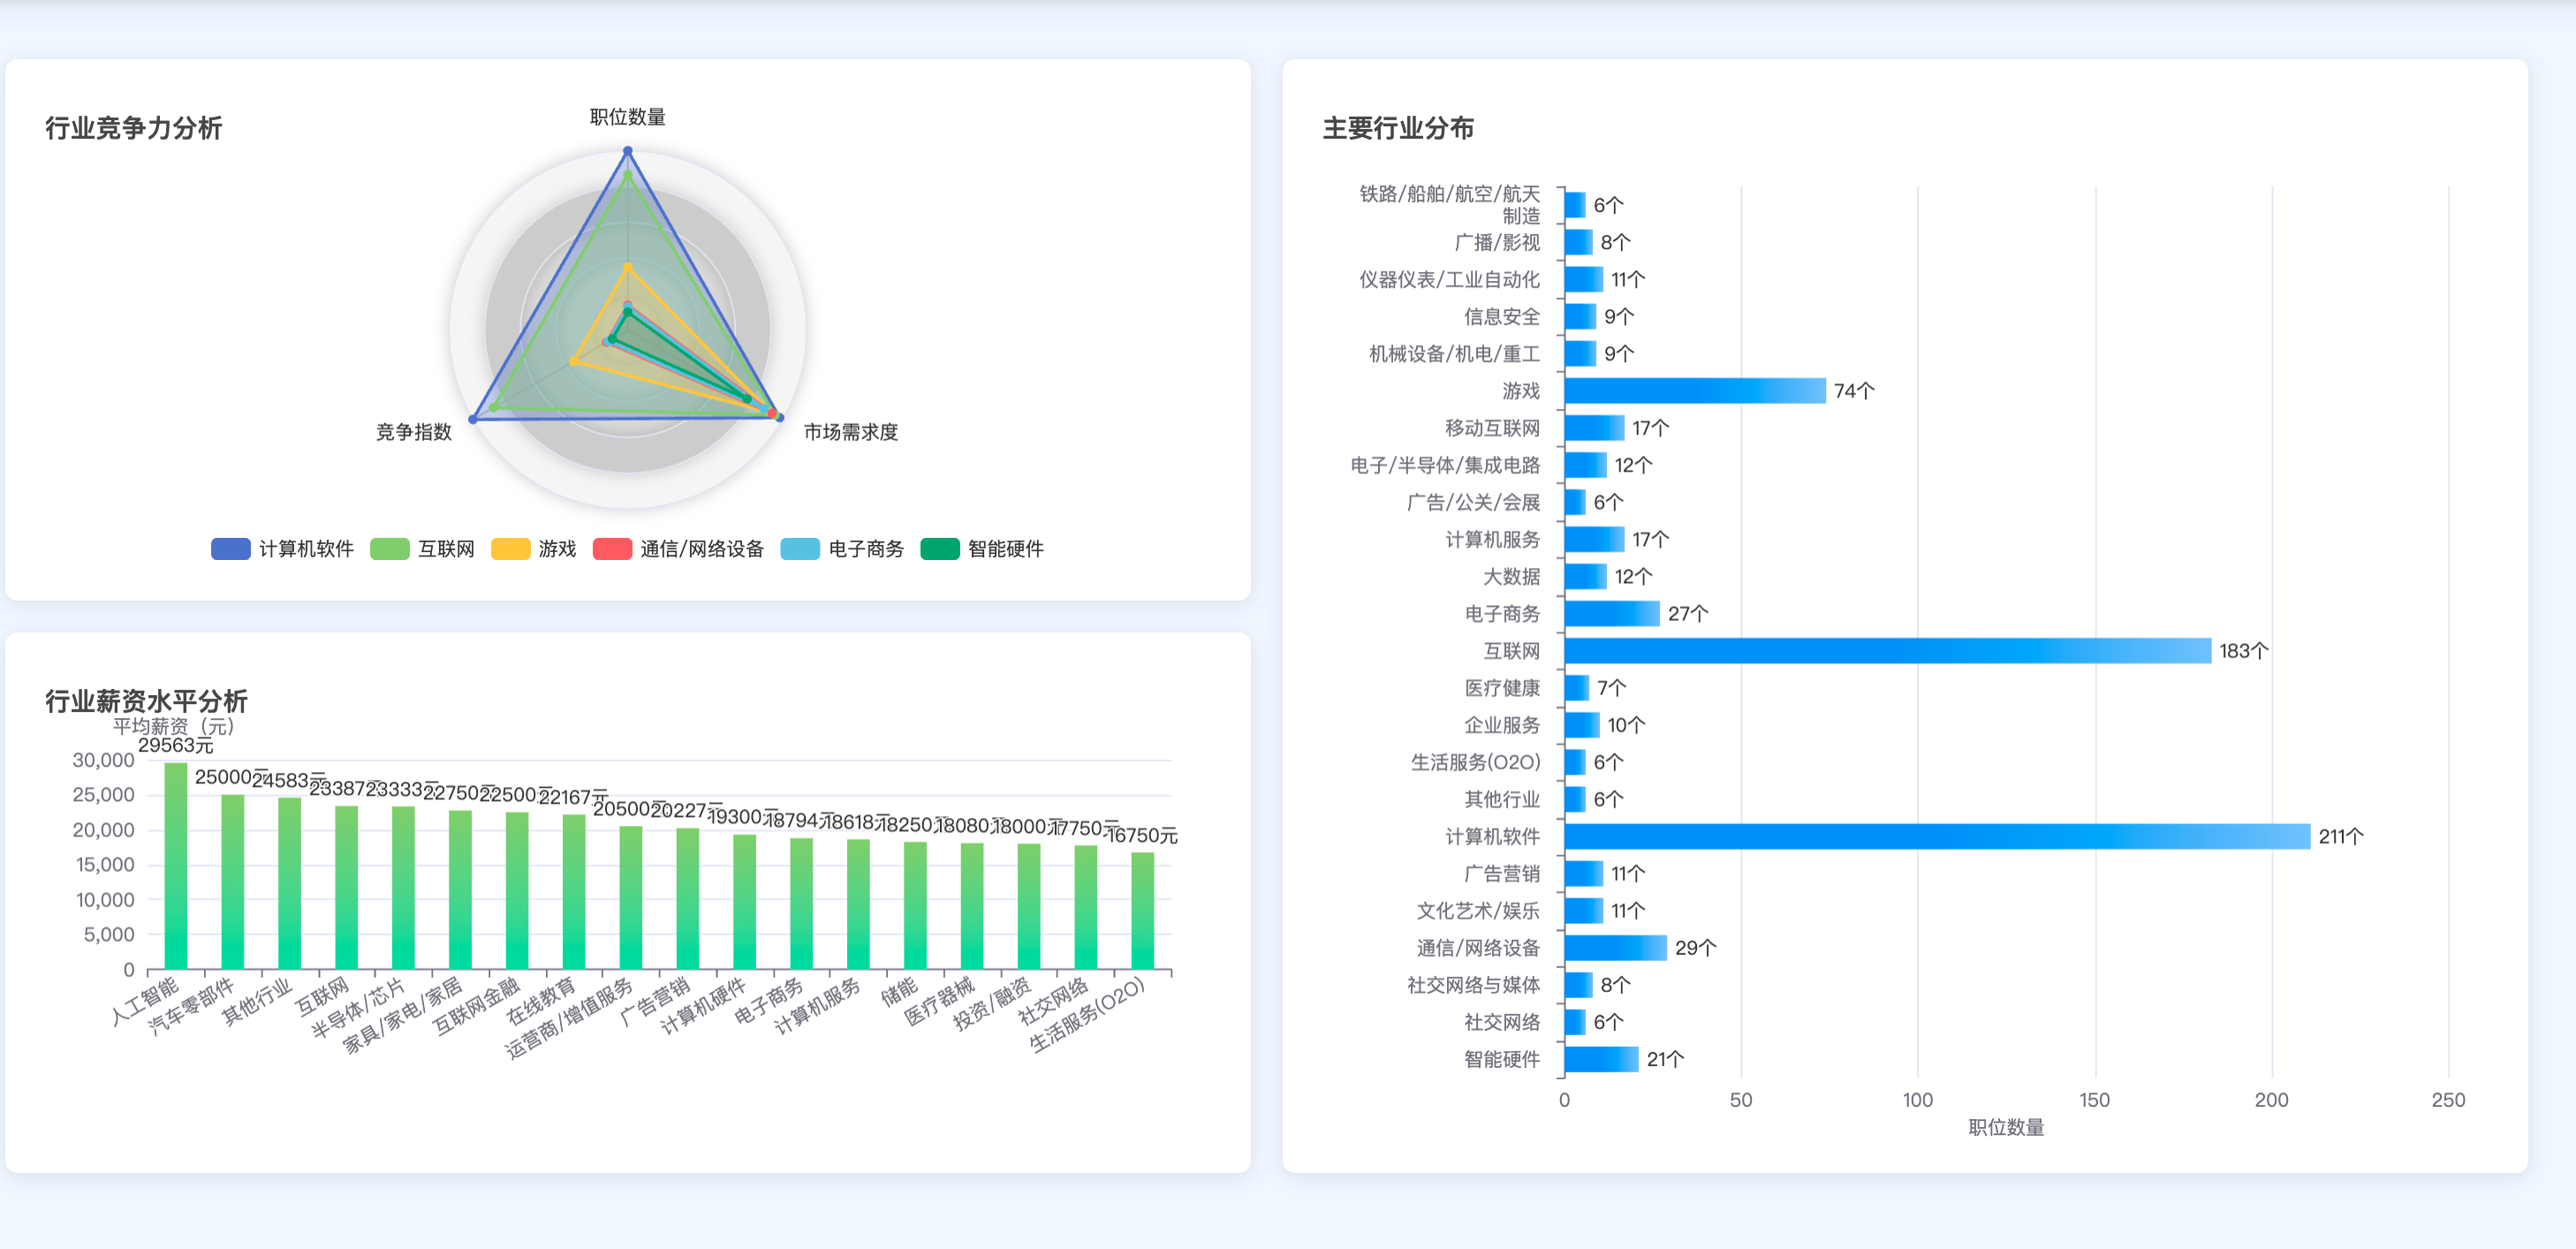 行业竞争力分析
职位数量
竞争指数
市场需求度
计算机软件
互联网
游戏
通信/网络设备
电子商务
智能硬件
行业薪资水平分析
平均薪资（元）
30,000
25,000
20,000
15,000
10,000
5,000
0
29563元
25000元
24583元
23387元
23333元
22750元
22500元
22167元
20500元
20227元
19300元
18794元
18618元
18250元
18080元
18000元
17750元
16750元
人工智能
汽车零部件
其他行业
互联网
半导体/芯片
家具/家电/家居
互联网金融
在线教育
运营商/增值服务
广告营销
计算机硬件
电子商务
计算机服务
储能
医疗器械
投资/融资
社交网络
生活服务(O2O)
主要行业分布
铁路/船舶/航空/航天
制造
6个
广播/影视
8个
仪器仪表/工业自动化
11个
信息安全
9个
机械设备/机电/重工
9个
游戏
74个
移动互联网
17个
电子/半导体/集成电路
12个
广告/公关/会展
6个
计算机服务
17个
大数据
12个
电子商务
27个
互联网
183个
医疗健康
7个
企业服务
10个
生活服务(O2O)
6个
其他行业
6个
计算机软件
211个
广告营销
11个
文化艺术/娱乐
11个
通信/网络设备
29个
社交网络与媒体
8个
社交网络
6个
智能硬件
21个
0
50
100
150
200
250
职位数量